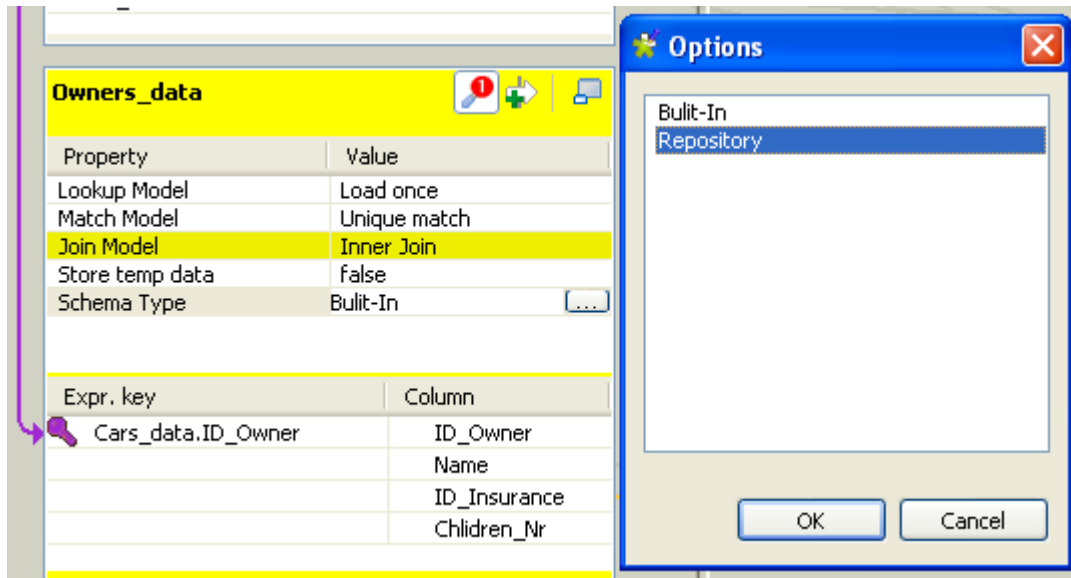 Owners_data
Property Value
Lookup Model Load once
Match Model Unique match
Join Model Inner Join
Store temp data false
Schema Type Bulit-In ...
Expr. key Column
Cars_data.ID_Owner ID_Owner
Name
ID_Insurance
Chlidren_Nr
Options
Bulit-In
Repository
OK Cancel